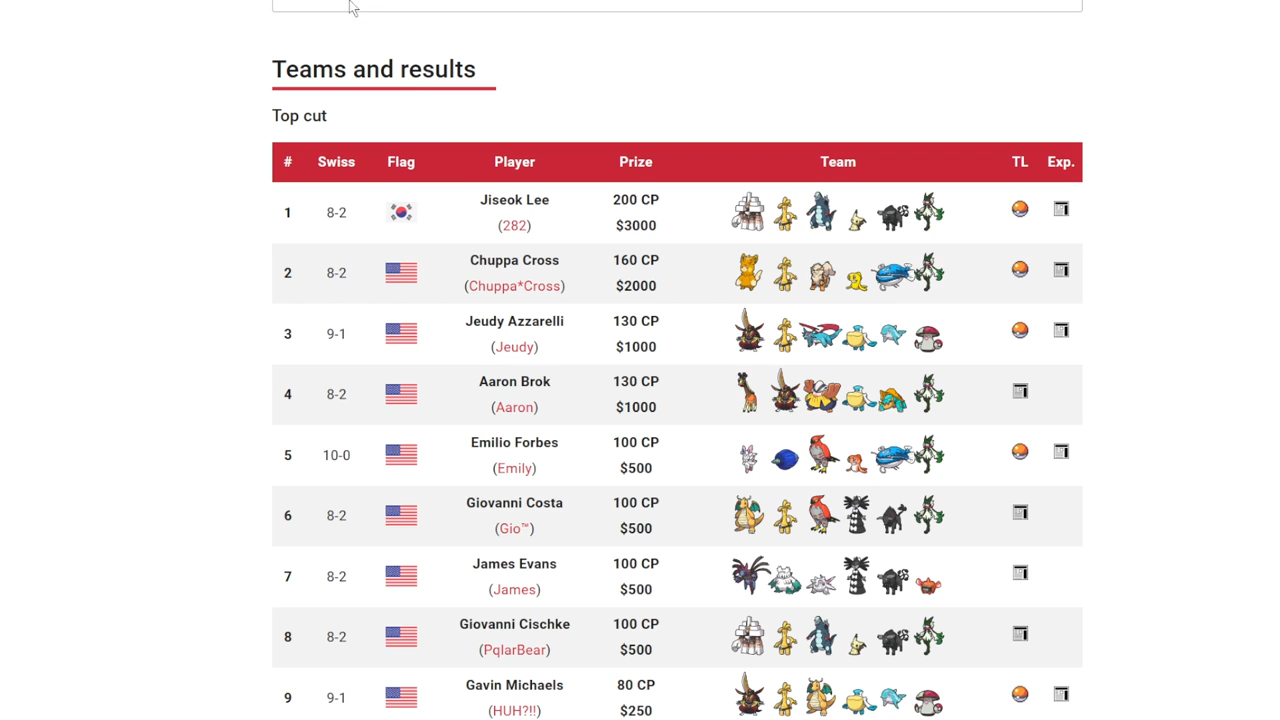 Teams and results
Top cut
# Swiss Flag Player Prize Team TL Exp.
1 8-2 Jiseok Lee (282) 200 CP $3000
2 8-2 Chuppa Cross (Chuppa*Cross) 160 CP $2000
3 9-1 Jeudy Azzarelli (Jeudy) 130 CP $1000
4 8-2 Aaron Brok (Aaron) 130 CP $1000
5 10-0 Emilio Forbes (Emily) 100 CP $500
6 8-2 Giovanni Costa (Gio™) 100 CP $500
7 8-2 James Evans (James) 100 CP $500
8 8-2 Giovanni Cischke (PqlarBear) 100 CP $500
9 9-1 Gavin Michaels (HUH?!!) 80 CP $250